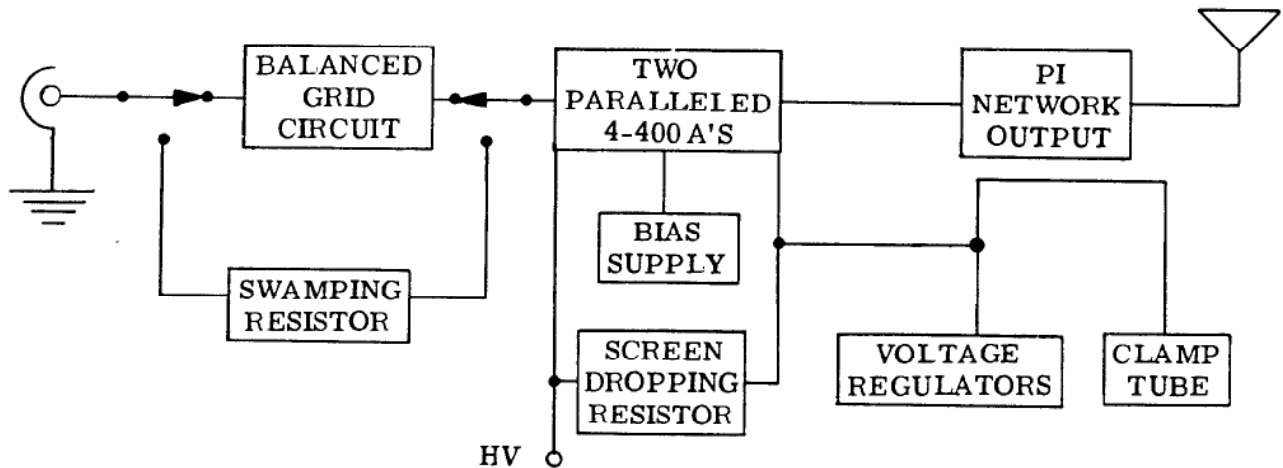 BALANCED
GRID
CIRCUIT
TWO
PARALLELED
4-400 A'S
PI
NETWORK
OUTPUT
BIAS
SUPPLY
SWAMPING
RESISTOR
SCREEN
DROPPING
RESISTOR
VOLTAGE
REGULATORS
CLAMP
TUBE
HV